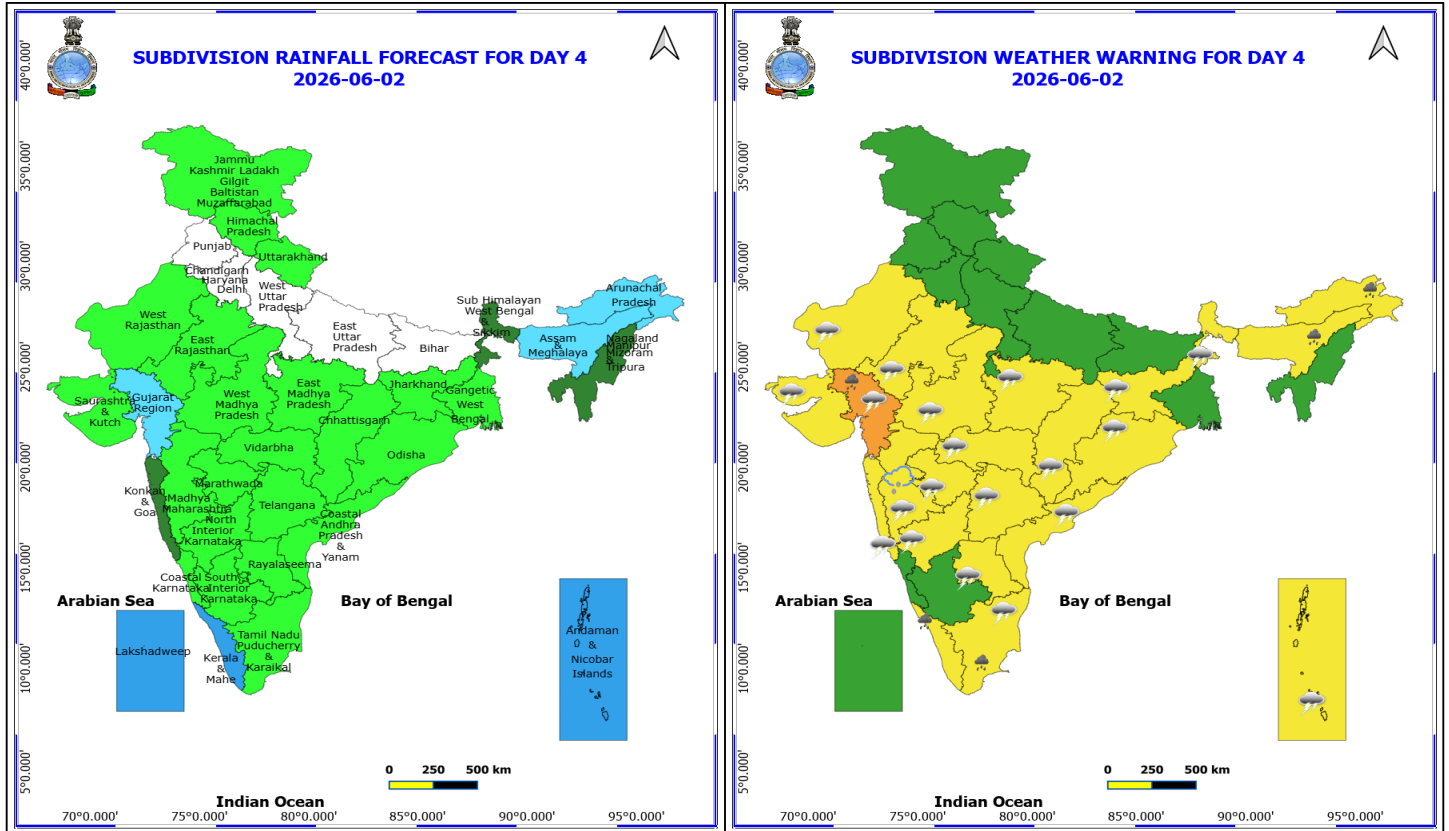 SUBDIVISION RAINFALL FORECAST FOR DAY 4
2026-06-02
40°0.000'
35°0.000'
30°0.000'
25°0.000'
20°0.000'
15°0.000'
10°0.000'
5°0.000'
Jammu
Kashmir Ladakh
Gilgit
Baltistan
Muzaffarabad
Himachal
Pradesh
Punjab
Uttarakhand
Chandigarh
Haryana
Delhi
West
Uttar
Pradesh
West
Rajasthan
East
Rajasthan
East
Uttar
Pradesh
Bihar
Sub Himalayan
West Bengal
&
Sikkim
Arunachal
Pradesh
Assam
&
Meghalaya
Nagaland
Manipur
Mizoram
&
Tripura
Saurashtra
&
Kutch
Gujarat
Region
West
Madhya
Pradesh
East
Madhya
Pradesh
Jharkhand
Gangetic
West
Bengal
Chhattisgarh
Vidarbha
Odisha
Konkan
&
Goa
Madhya
Maharashtra
Marathwada
Telangana
North
Interior
Karnataka
Coastal
Andhra
Pradesh
&
Yanam
Rayalaseema
Coastal
Karnataka
South
Interior
Karnataka
Arabian Sea
Bay of Bengal
Lakshadweep
Kerala
&
Mahe
Tamil Nadu
Puducherry
&
Karaikal
Andaman
&
Nicobar
Islands
0 250 500 km
Indian Ocean
70°0.000' 75°0.000' 80°0.000' 85°0.000' 90°0.000' 95°0.000'
SUBDIVISION WEATHER WARNING FOR DAY 4
2026-06-02
40°0.000'
35°0.000'
30°0.000'
25°0.000'
20°0.000'
15°0.000'
10°0.000'
5°0.000'
Arabian Sea
Bay of Bengal
0 250 500 km
Indian Ocean
70°0.000' 75°0.000' 80°0.000' 85°0.000' 90°0.000' 95°0.000'